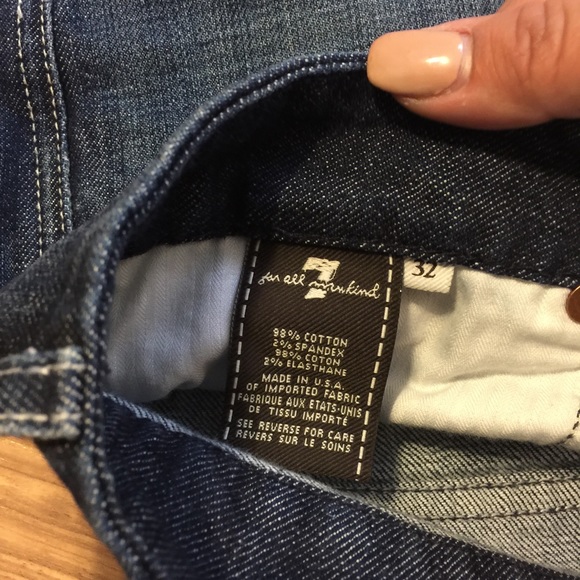 7
for all mankind
32
98% COTTON
2% SPANDEX
98% COTON
2% ELASTHANE
MADE IN U.S.A.
OF IMPORTED FABRIC
FABRIQUE AUX ETATS-UNIS
DE TISSU IMPORTÉ
SEE REVERSE FOR CARE
REVERS SUR LE SOINS